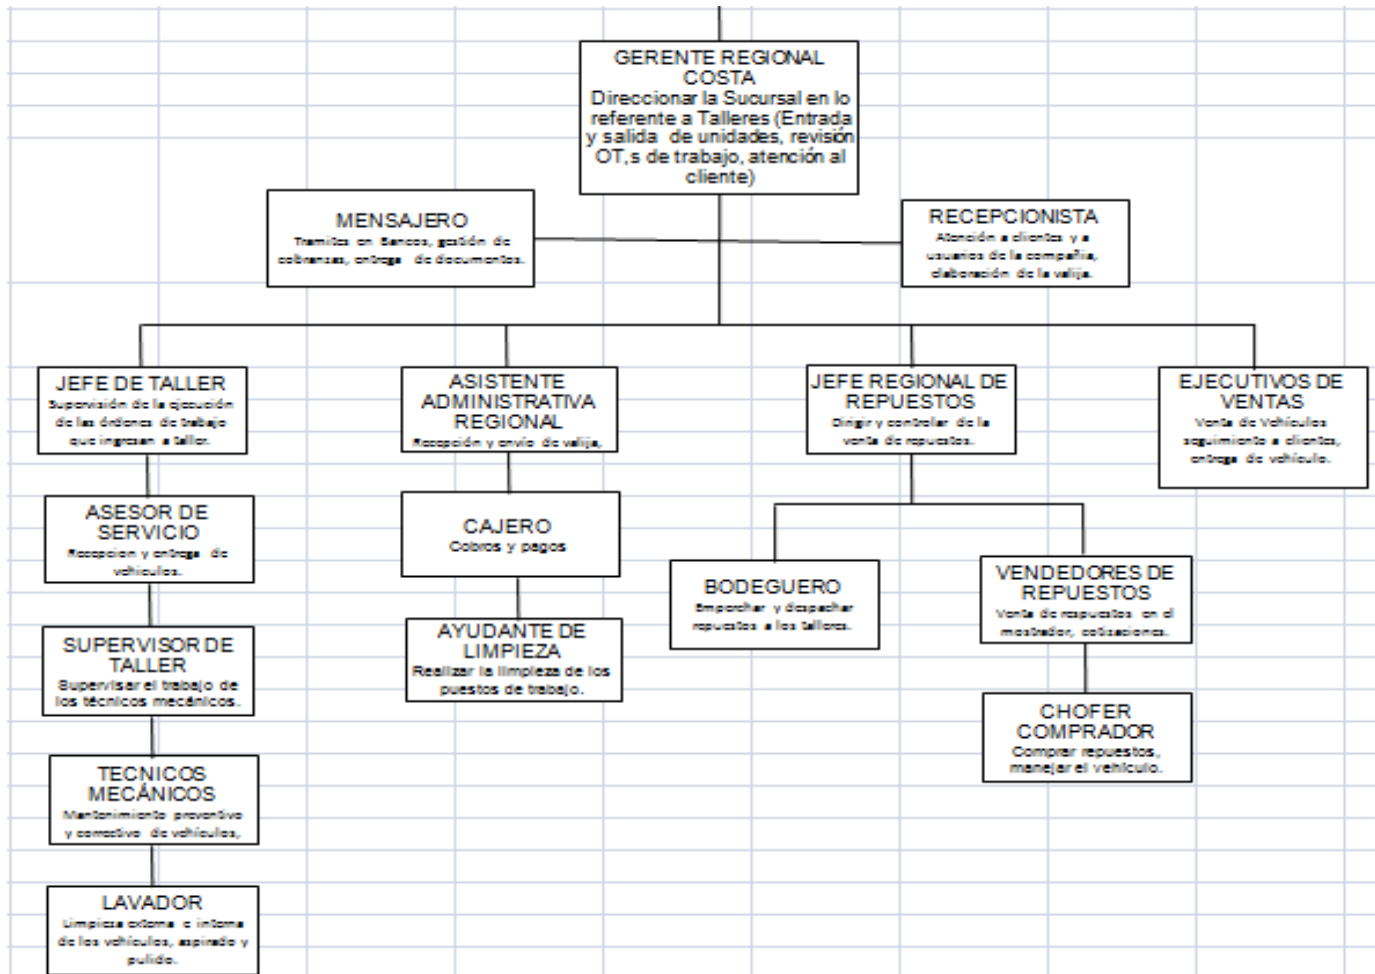 GERENTE REGIONAL
COSTA
Direccionar la Sucursal en lo
referente a Talleres (Entrada
y salida de unidades, revisión
OT,s de trabajo, atención al
cliente)
MENSAJERO
Tramites en Bancos, gestión de
cobranzas, entrega de documentos.
RECEPCIONISTA
Atención a clientes y a
usuarios de la compañia,
elaboración de la valija.
JEFE DE TALLER
Supervisión de la ejecución
de las órdenes de trabajo
que ingresan a taller.
ASISTENTE
ADMINISTRATIVA
REGIONAL
Recepción y envío de valija,
JEFE REGIONAL DE
REPUESTOS
Dirigir y controlar de la
venta de repuestos.
EJECUTIVOS DE
VENTAS
Venta de Vehículos
seguimiento a clientes,
entrega de vehículo.
ASESOR DE
SERVICIO
Recepcion y entrega de
vehiculos.
CAJERO
Cobros y pagos
BODEGUERO
Emperchar y despachar
repuestos a los talleres.
VENDEDORES DE
REPUESTOS
Venta de respuestos en el
mostrador, cotizaciones.
SUPERVISOR DE
TALLER
Supervisar el trabajo de
los técnicos mecánicos.
AYUDANTE DE
LIMPIEZA
Realizar la limpieza de los
puestos de trabajo.
CHOFER
COMPRADOR
Comprar repuestos,
manejar el vehículo.
TECNICOS
MECÁNICOS
Mantenimiento preventivo
y correctivo de vehículos,
LAVADOR
Limpieza externa e interna
de los vehículos, aspirado y
pulido.